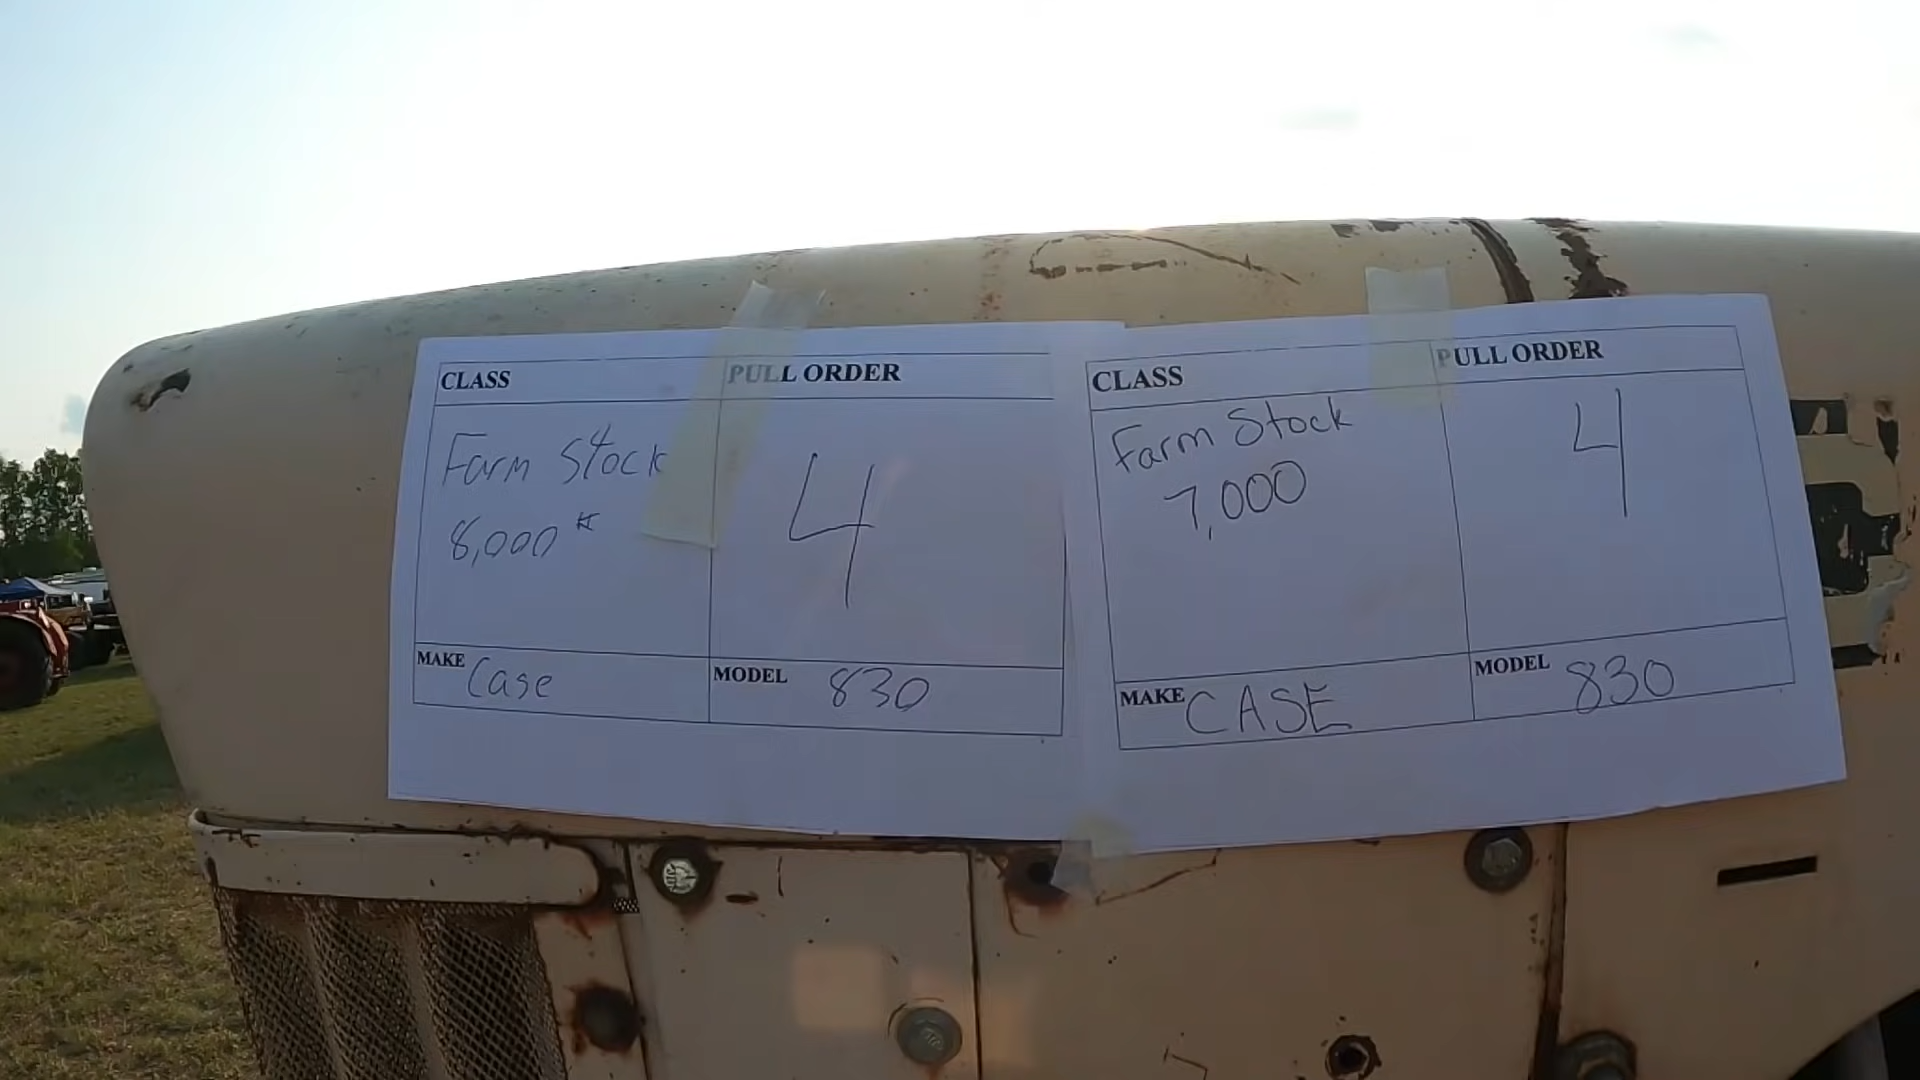 CLASS
PULL ORDER
Farm Stock
8,000#
4
MAKE Case
MODEL 830
CLASS
PULL ORDER
Farm Stock
7,000
4
MAKE CASE
MODEL 830